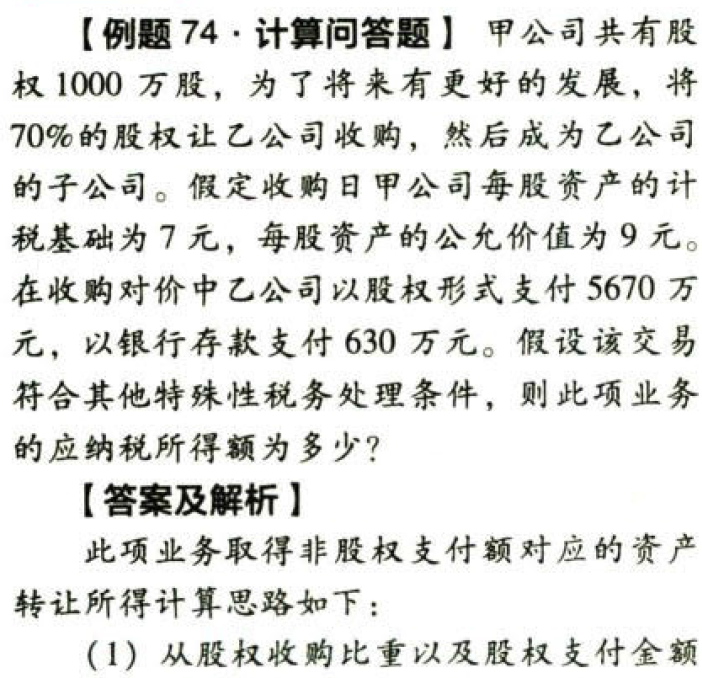 【例题 74 · 计算问答题】 甲公司共有股
权 1000 万股，为了将来有更好的发展，将
70%的股权让乙公司收购，然后成为乙公司
的子公司。假定收购日甲公司每股资产的计
税基础为 7 元，每股资产的公允价值为 9 元。
在收购对价中乙公司以股权形式支付 5670 万
元，以银行存款支付 630 万元。假设该交易
符合其他特殊性税务处理条件，则此项业务
的应纳税所得额为多少？
【答案及解析】
此项业务取得非股权支付额对应的资产
转让所得计算思路如下：
（1）从股权收购比重以及股权支付金额